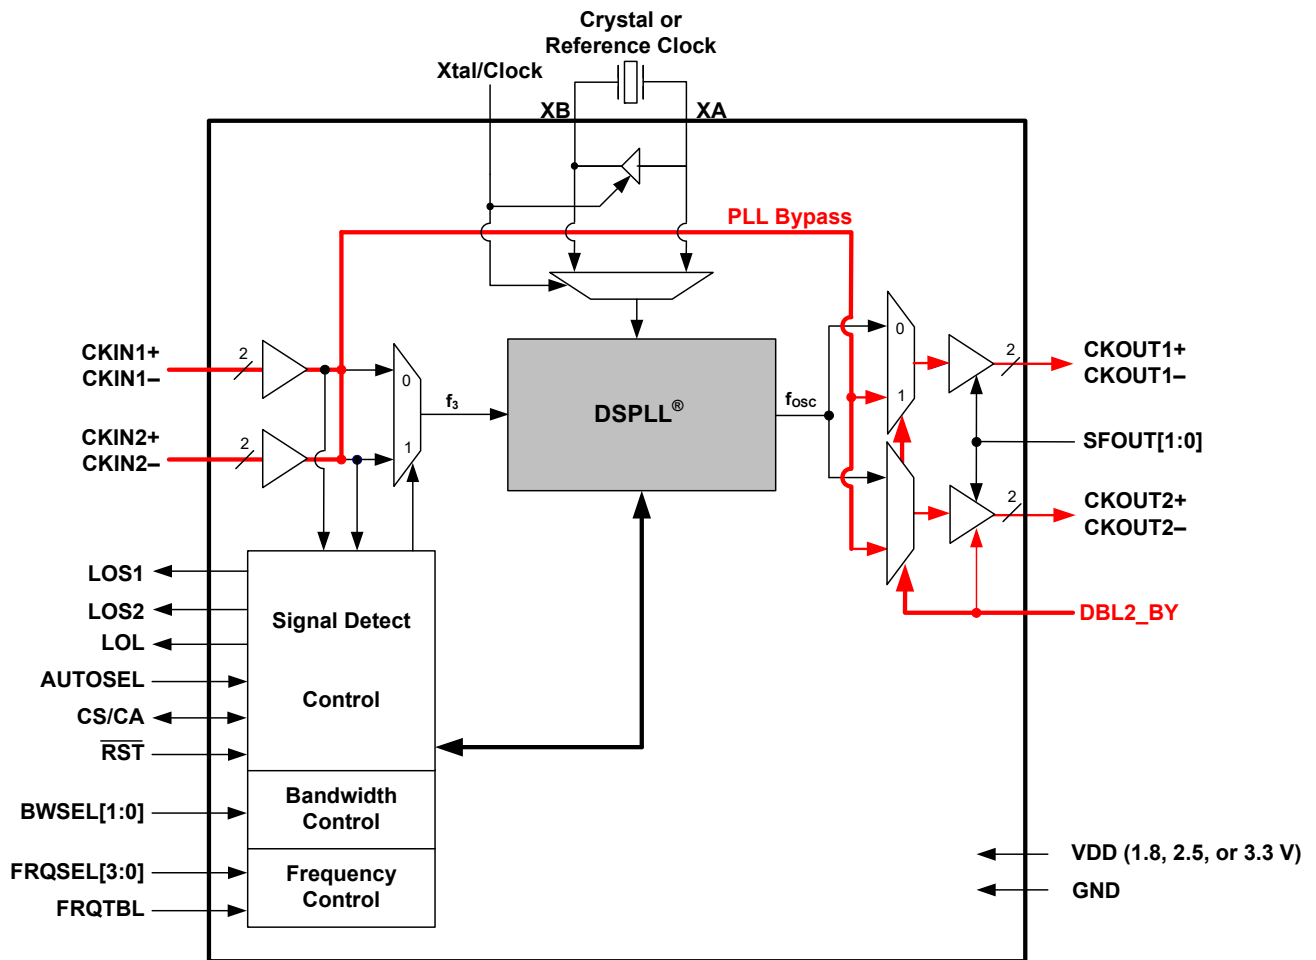 Crystal or
Reference Clock
Xtal/Clock
XB
XA
PLL Bypass
CKIN1+
CKIN1–
2
0
CKIN2+
CKIN2–
2
1
f3
DSPLL®
fOSC
0
1
2
CKOUT1+
CKOUT1–
SFOUT[1:0]
2
CKOUT2+
CKOUT2–
DBL2_BY
LOS1
LOS2
LOL
AUTOSEL
CS/CA
RST
Signal Detect
Control
BWSEL[1:0]
Bandwidth
Control
FRQSEL[3:0]
FRQTBL
Frequency
Control
VDD (1.8, 2.5, or 3.3 V)
GND